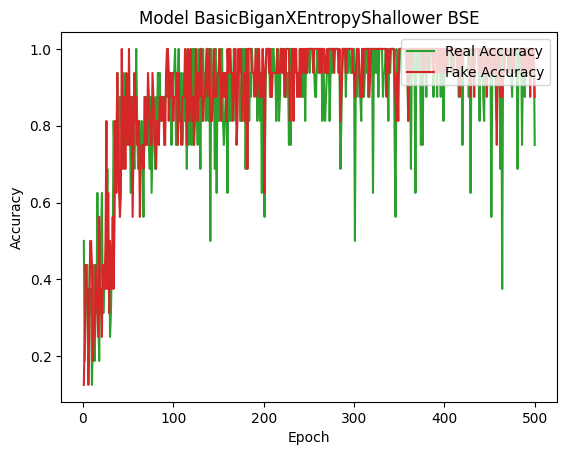 Model BasicBiganXEntropyShallower BSE
Real Accuracy
Fake Accuracy
Accuracy
1.0
0.8
0.6
0.4
0.2
0
100
200
300
400
500
Epoch